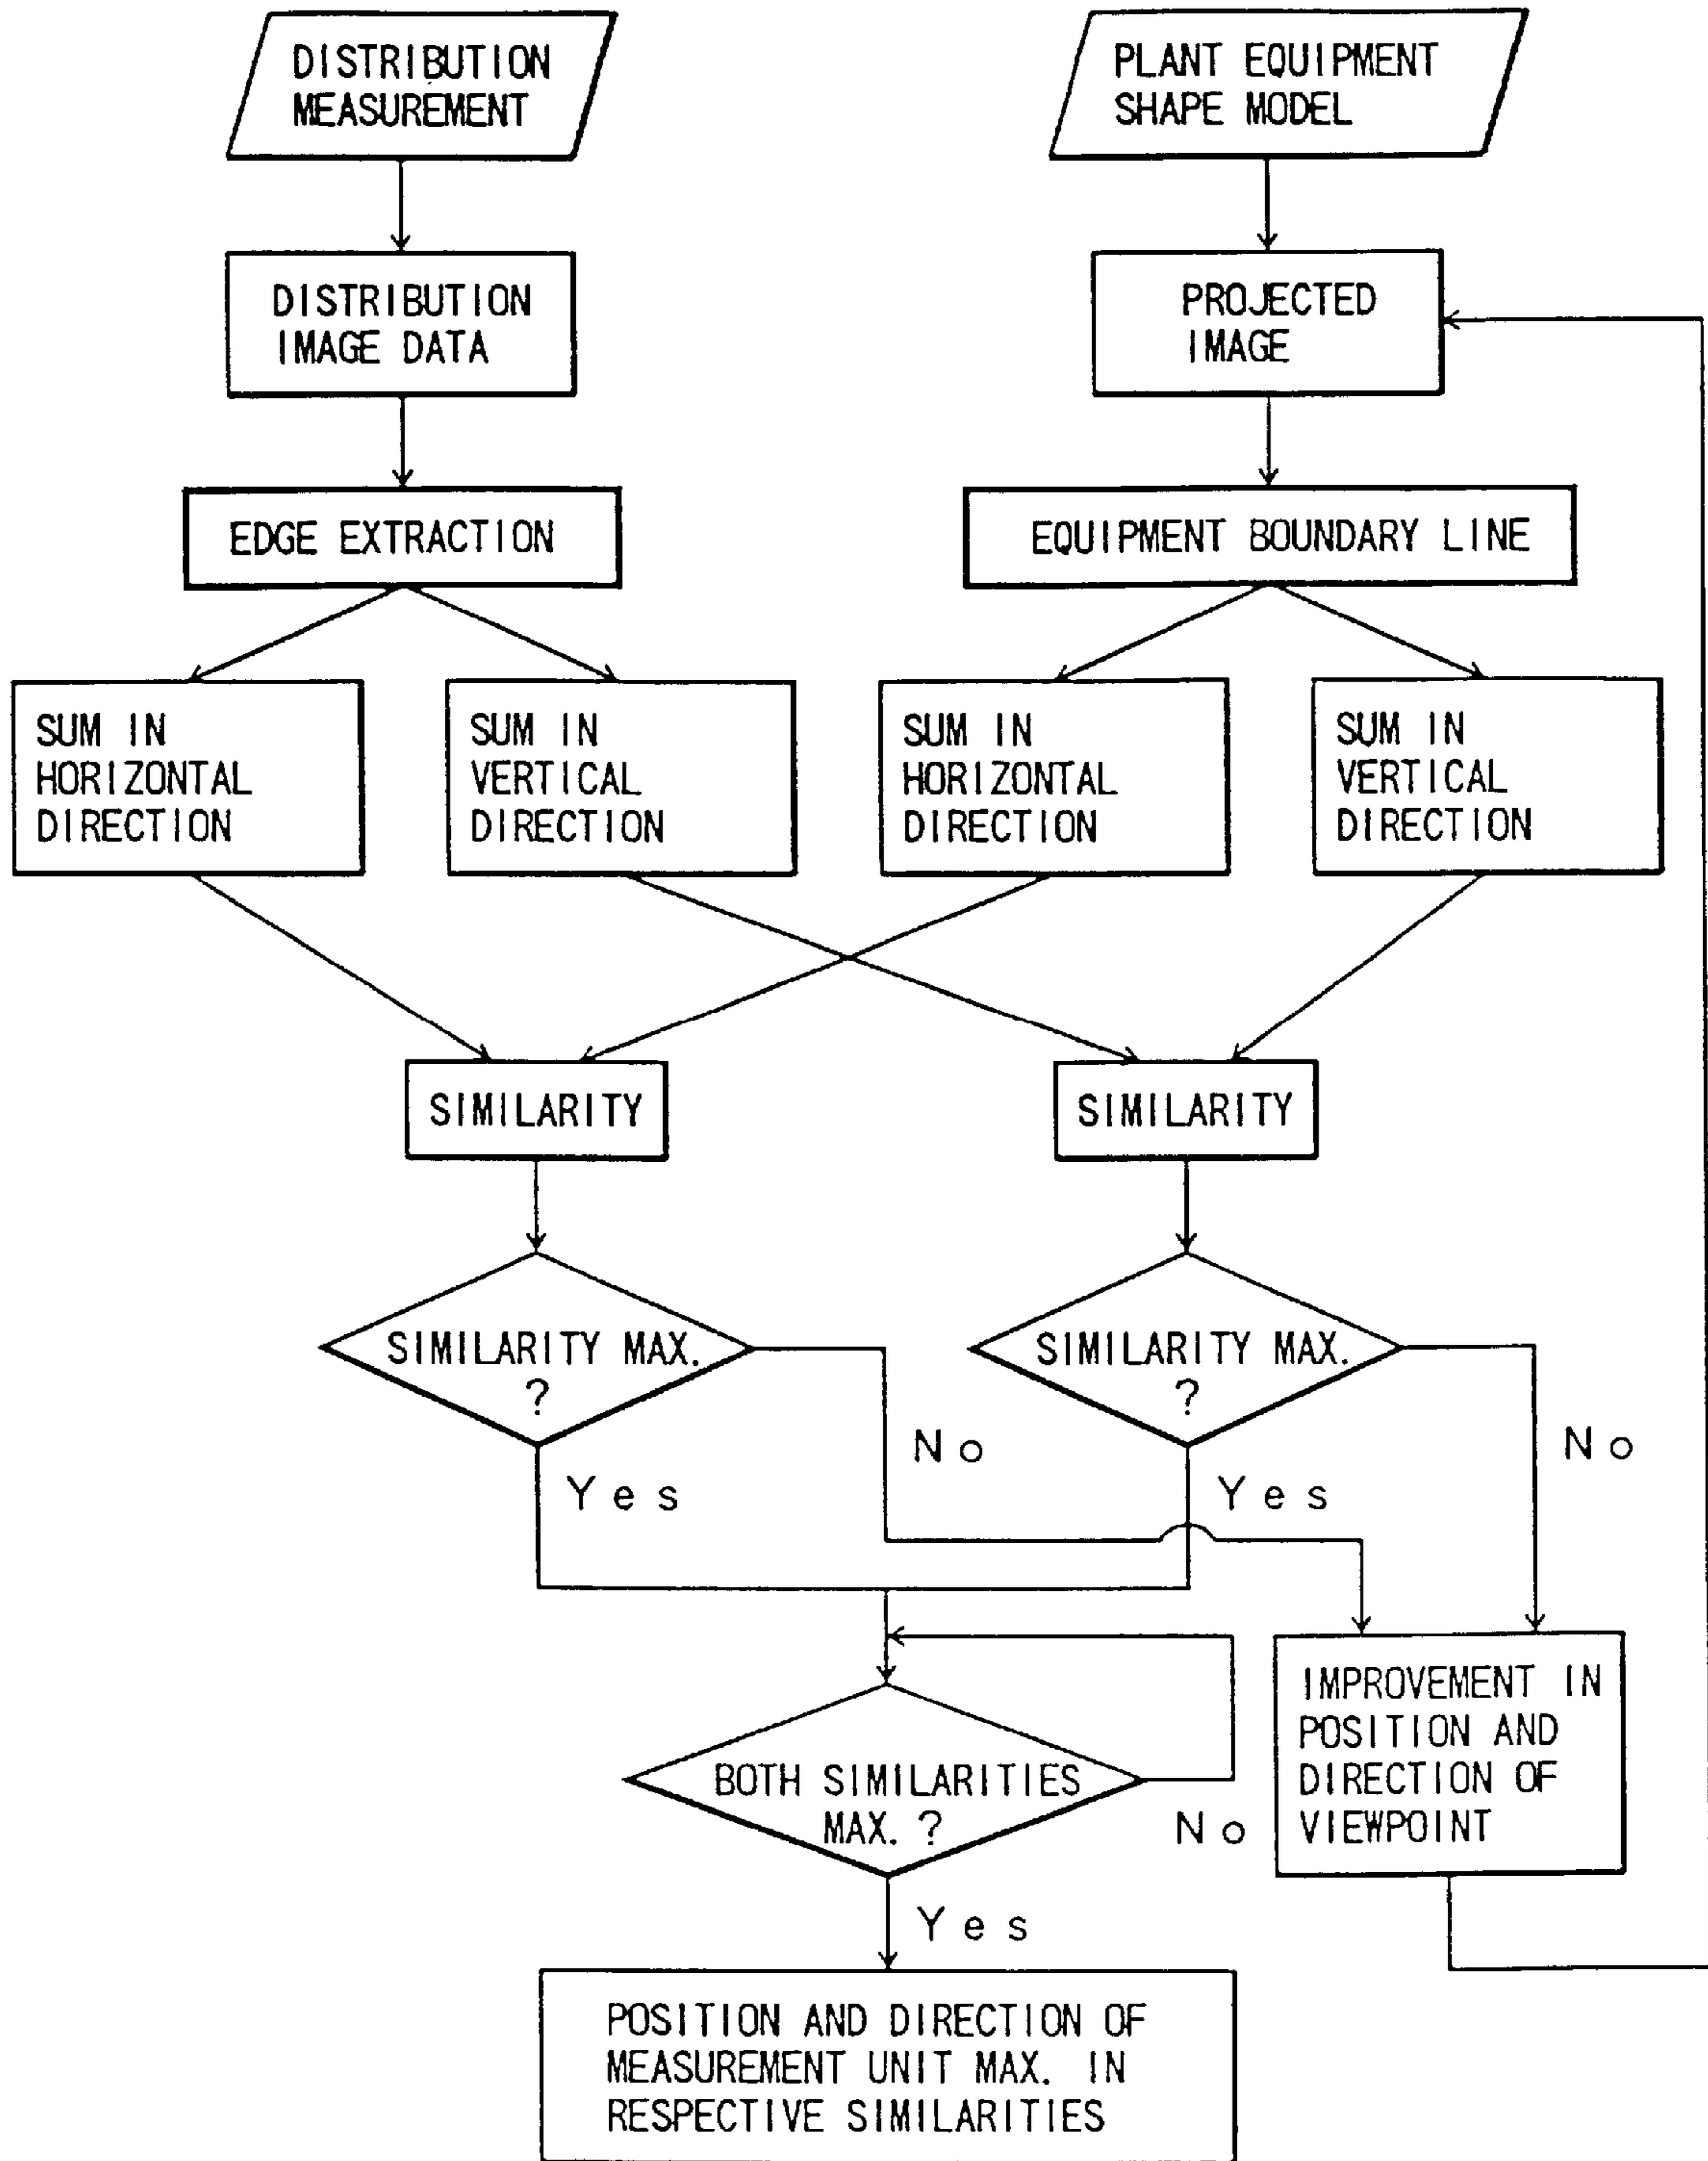 DISTRIBUTION
MEASUREMENT
PLANT EQUIPMENT
SHAPE MODEL
DISTRIBUTION
IMAGE DATA
PROJECTED
IMAGE
EDGE EXTRACTION
EQUIPMENT BOUNDARY LINE
SUM IN
HORIZONTAL
DIRECTION
SUM IN
VERTICAL
DIRECTION
SUM IN
HORIZONTAL
DIRECTION
SUM IN
VERTICAL
DIRECTION
SIMILARITY
SIMILARITY
SIMILARITY MAX.
?
SIMILARITY MAX.
?
No
No
Yes
Yes
IMPROVEMENT IN
POSITION AND
DIRECTION OF
VIEWPOINT
BOTH SIMILARITIES
MAX. ?
No
Yes
POSITION AND DIRECTION OF
MEASUREMENT UNIT MAX. IN
RESPECTIVE SIMILARITIES